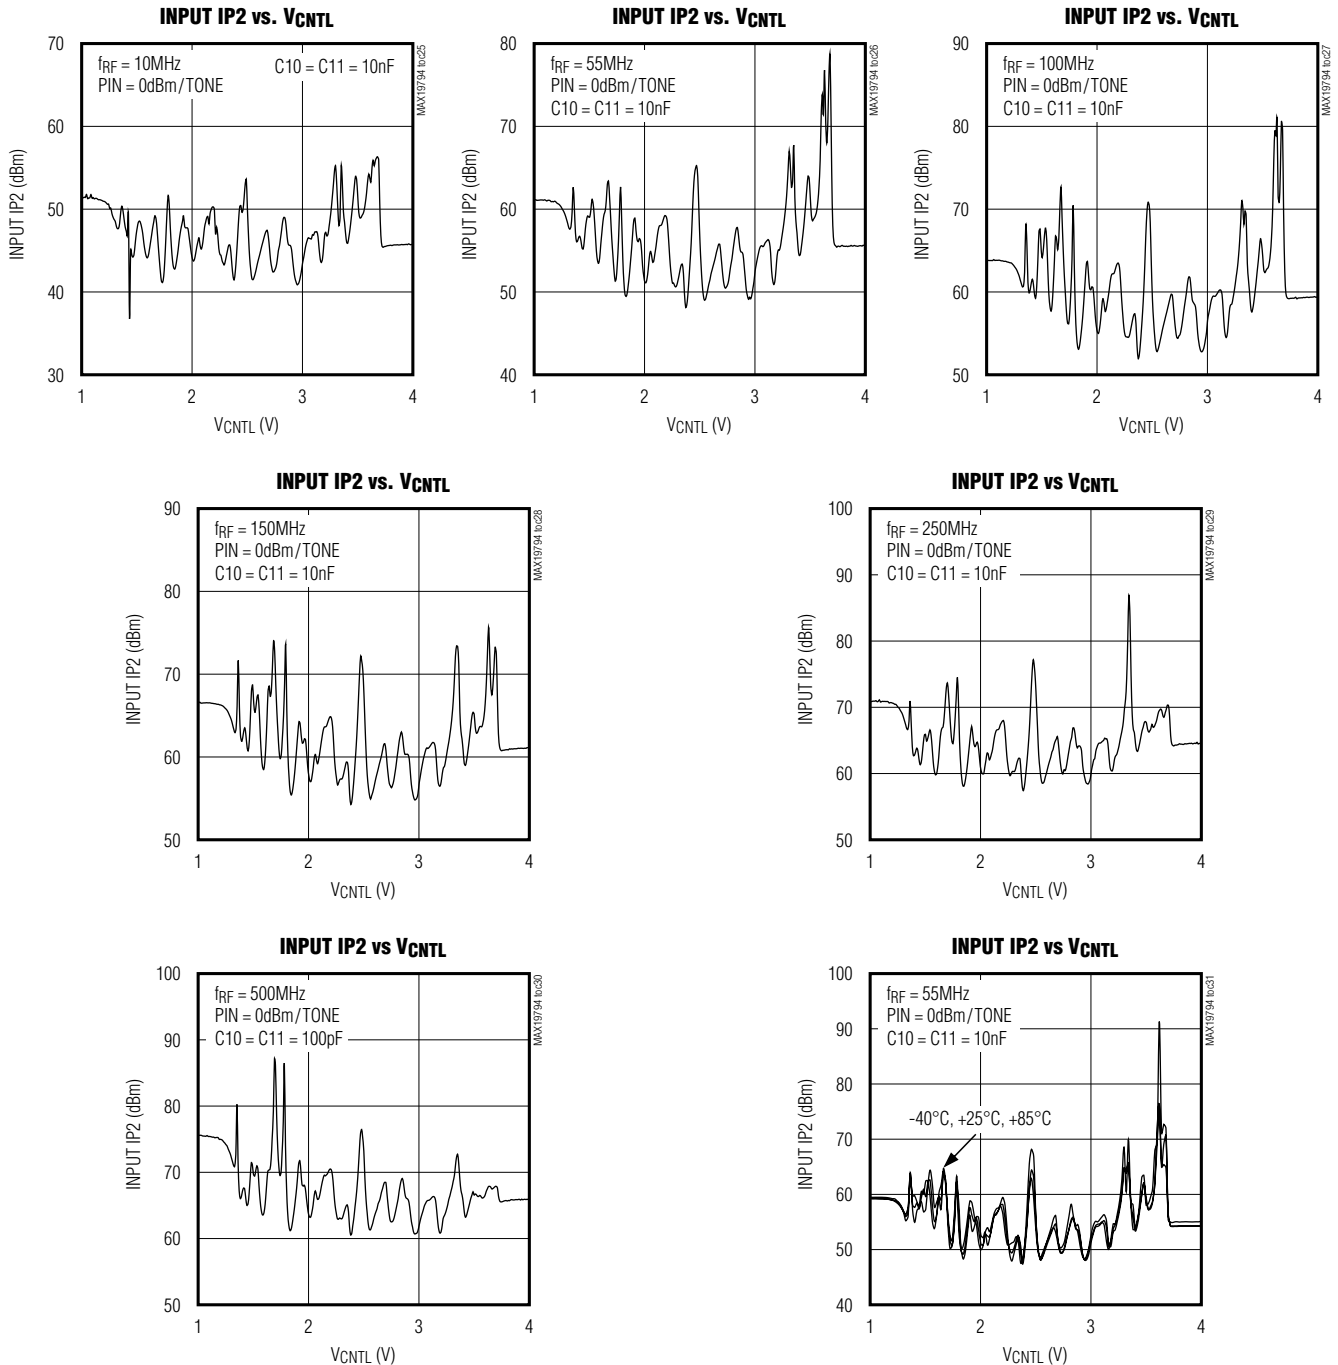 INPUT IP2 vs. VCNTL
fRF = 10MHz
PIN = 0dBm/TONE
C10 = C11 = 10nF
MAX19794 toc25
INPUT IP2 (dBm)
70
60
50
40
30
1
2
3
4
VCNTL (V)
INPUT IP2 vs. VCNTL
fRF = 55MHz
PIN = 0dBm/TONE
C10 = C11 = 10nF
MAX19794 toc26
INPUT IP2 (dBm)
80
70
60
50
40
1
2
3
4
VCNTL (V)
INPUT IP2 vs. VCNTL
fRF = 100MHz
PIN = 0dBm/TONE
C10 = C11 = 10nF
MAX19794 toc27
INPUT IP2 (dBm)
90
80
70
60
50
1
2
3
4
VCNTL (V)
INPUT IP2 vs. VCNTL
fRF = 150MHz
PIN = 0dBm/TONE
C10 = C11 = 10nF
MAX19794 toc28
INPUT IP2 (dBm)
90
80
70
60
50
1
2
3
4
VCNTL (V)
INPUT IP2 vs VCNTL
fRF = 250MHz
PIN = 0dBm/TONE
C10 = C11 = 10nF
MAX19794 toc29
INPUT IP2 (dBm)
100
90
80
70
60
50
1
2
3
4
VCNTL (V)
INPUT IP2 vs VCNTL
fRF = 500MHz
PIN = 0dBm/TONE
C10 = C11 = 100pF
MAX19794 toc30
INPUT IP2 (dBm)
100
90
80
70
60
50
1
2
3
4
VCNTL (V)
INPUT IP2 vs VCNTL
fRF = 55MHz
PIN = 0dBm/TONE
C10 = C11 = 10nF
-40°C, +25°C, +85°C
MAX19794 toc31
INPUT IP2 (dBm)
100
90
80
70
60
50
40
1
2
3
4
VCNTL (V)